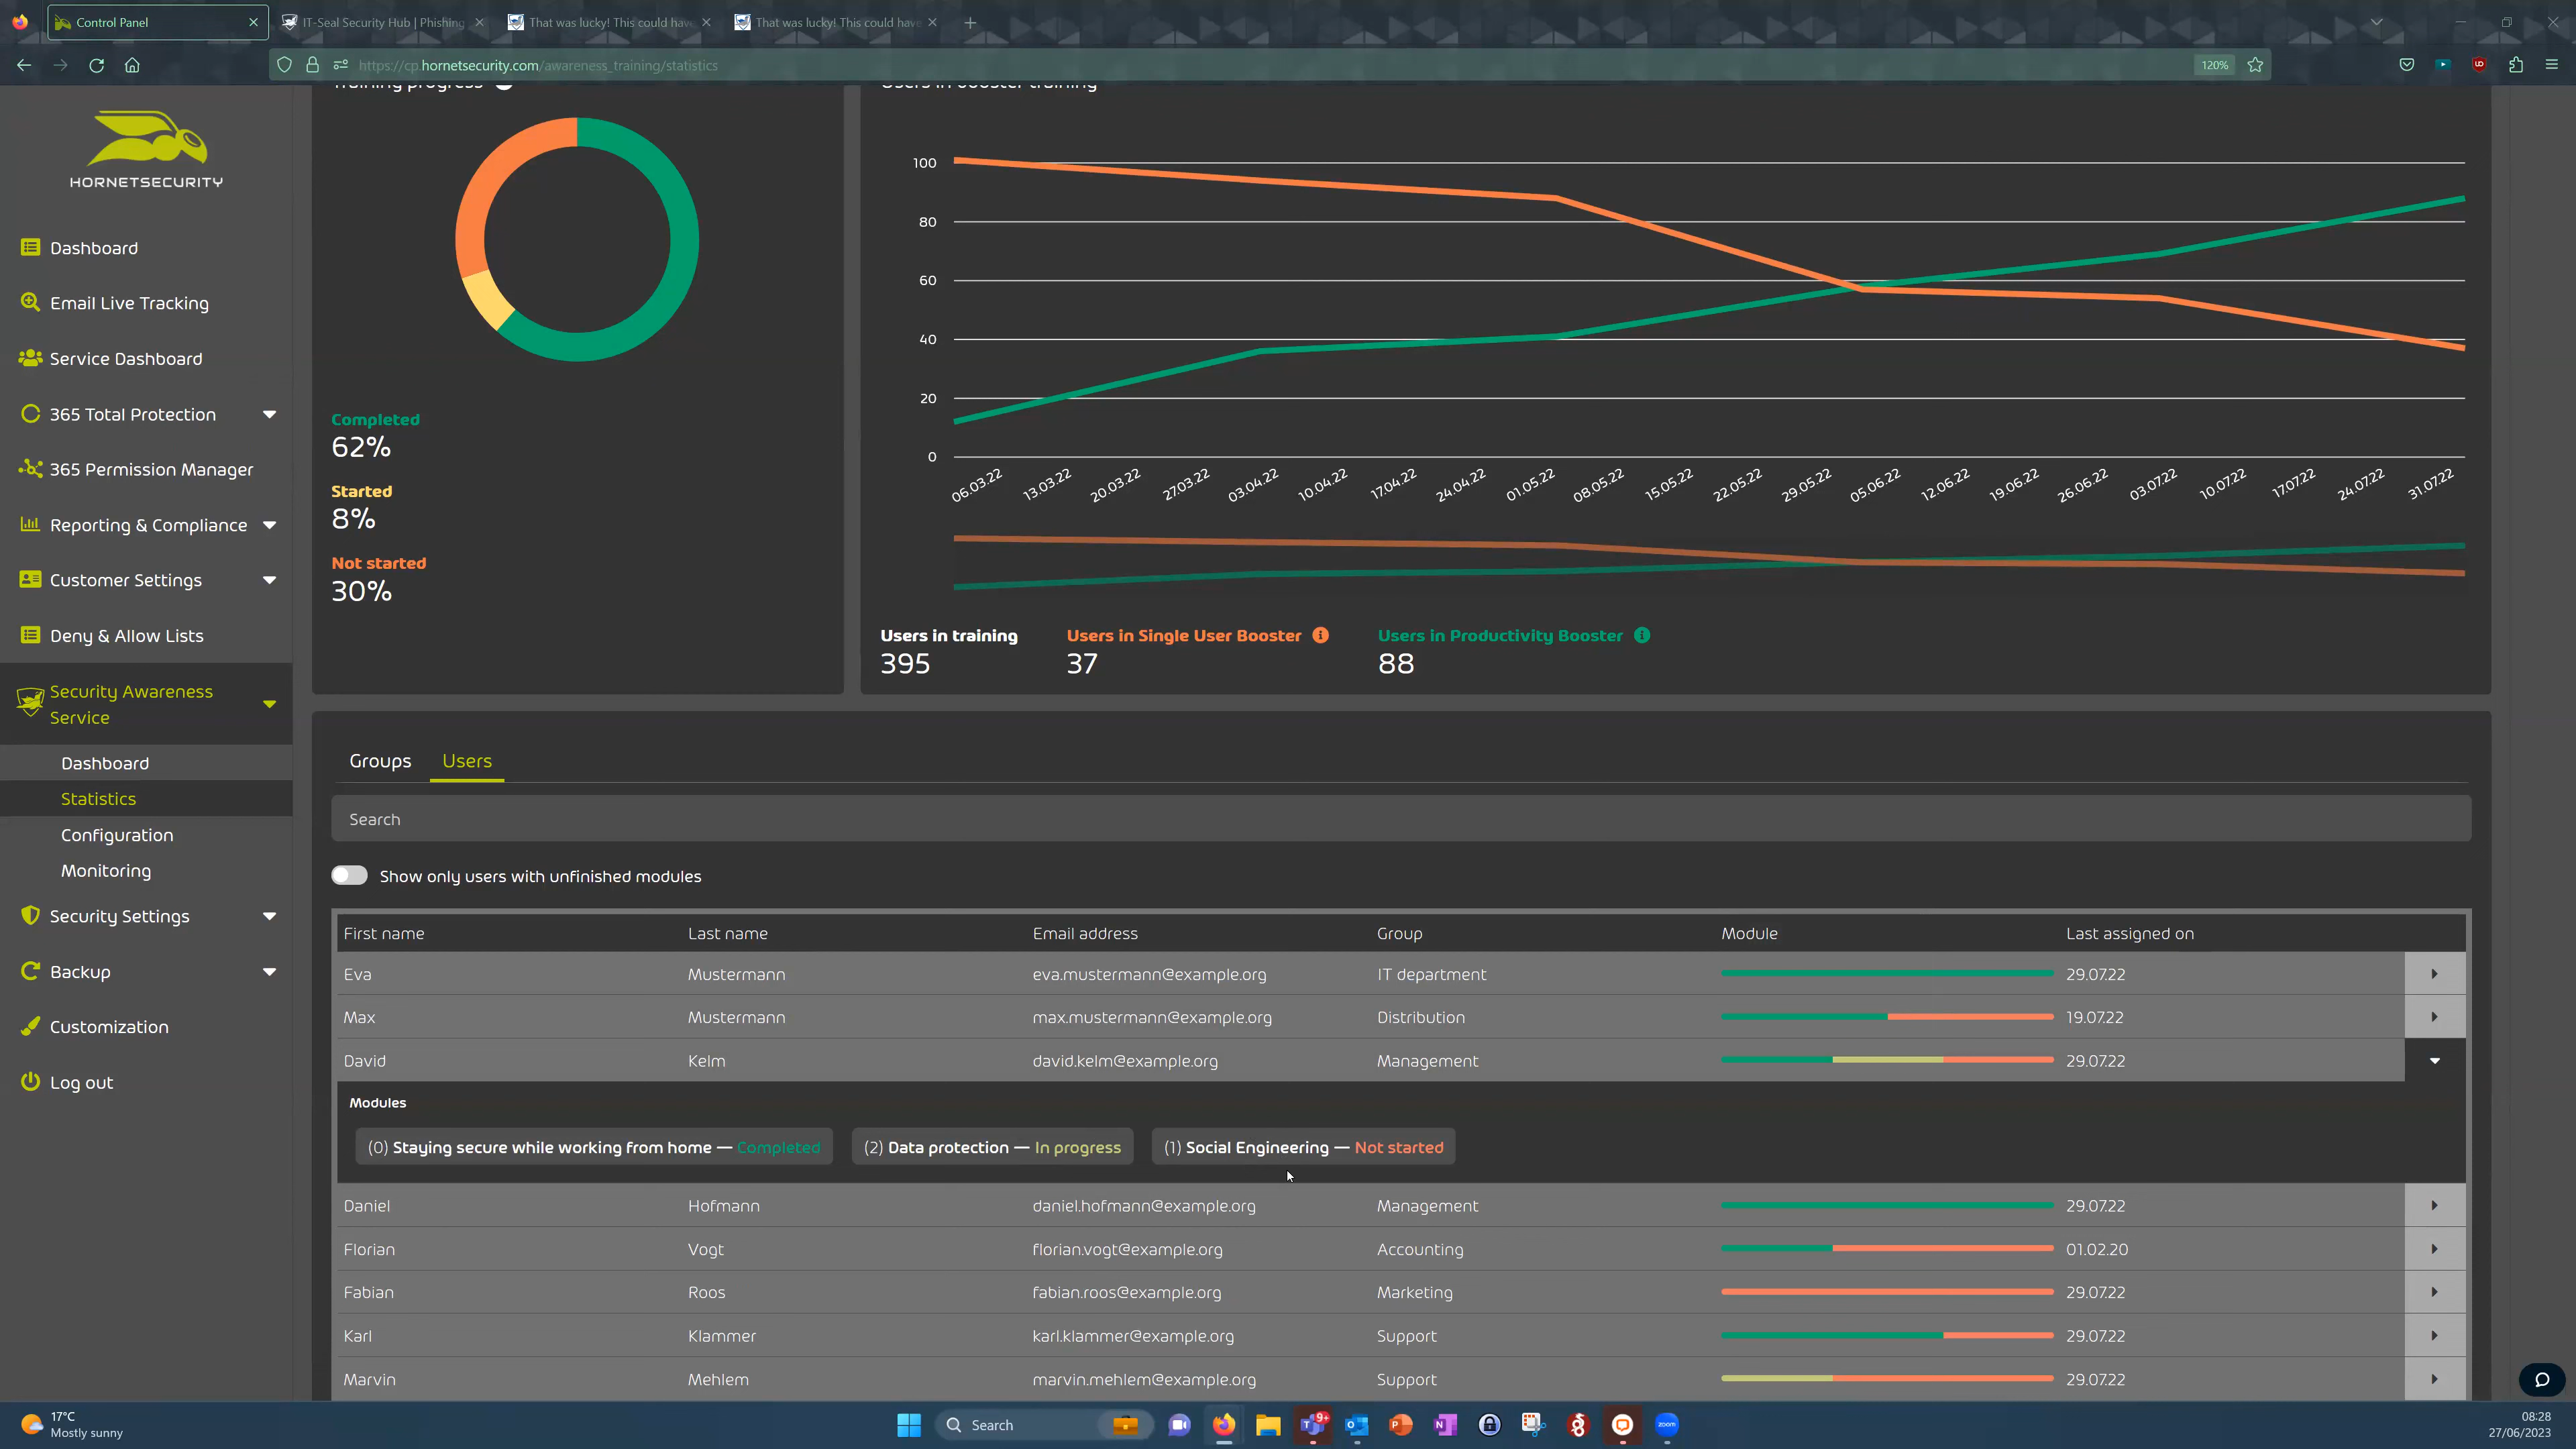 Control Panel
IT-Seal Security Hub | Phishing
That was lucky! This could have
That was lucky! This could have
https://cp.hornetsecurity.com/awareness_training/statistics
120%
HORNETSECURITY
Dashboard
Email Live Tracking
Service Dashboard
365 Total Protection
365 Permission Manager
Reporting & Compliance
Customer Settings
Deny & Allow Lists
Security Awareness
Service
Dashboard
Statistics
Configuration
Monitoring
Security Settings
Backup
Customization
Log out
Training progress
Completed
62%
Started
8%
Not started
30%
Users in booster training
100
80
60
40
20
0
06.03.22 13.03.22 20.03.22 27.03.22 03.04.22 10.04.22 17.04.22 24.04.22 01.05.22 08.05.22 15.05.22 22.05.22 29.05.22 05.06.22 12.06.22 19.06.22 26.06.22 03.07.22 10.07.22 17.07.22 24.07.22 31.07.22
Users in training Users in Single User Booster Users in Productivity Booster
395 37 88
Groups Users
Search
Show only users with unfinished modules
First name Last name Email address Group Module Last assigned on
Eva Mustermann eva.mustermann@example.org IT department 29.07.22
Max Mustermann max.mustermann@example.org Distribution 19.07.22
David Kelm david.kelm@example.org Management 29.07.22
Modules
(0) Staying secure while working from home — Completed (2) Data protection — In progress (1) Social Engineering — Not started
Daniel Hofmann daniel.hofmann@example.org Management 29.07.22
Florian Vogt florian.vogt@example.org Accounting 01.02.20
Fabian Roos fabian.roos@example.org Marketing 29.07.22
Karl Klammer karl.klammer@example.org Support 29.07.22
Marvin Mehlem marvin.mehlem@example.org Support 29.07.22
17°C
Mostly sunny
Search
9+
zoom
08:28
27/06/2023